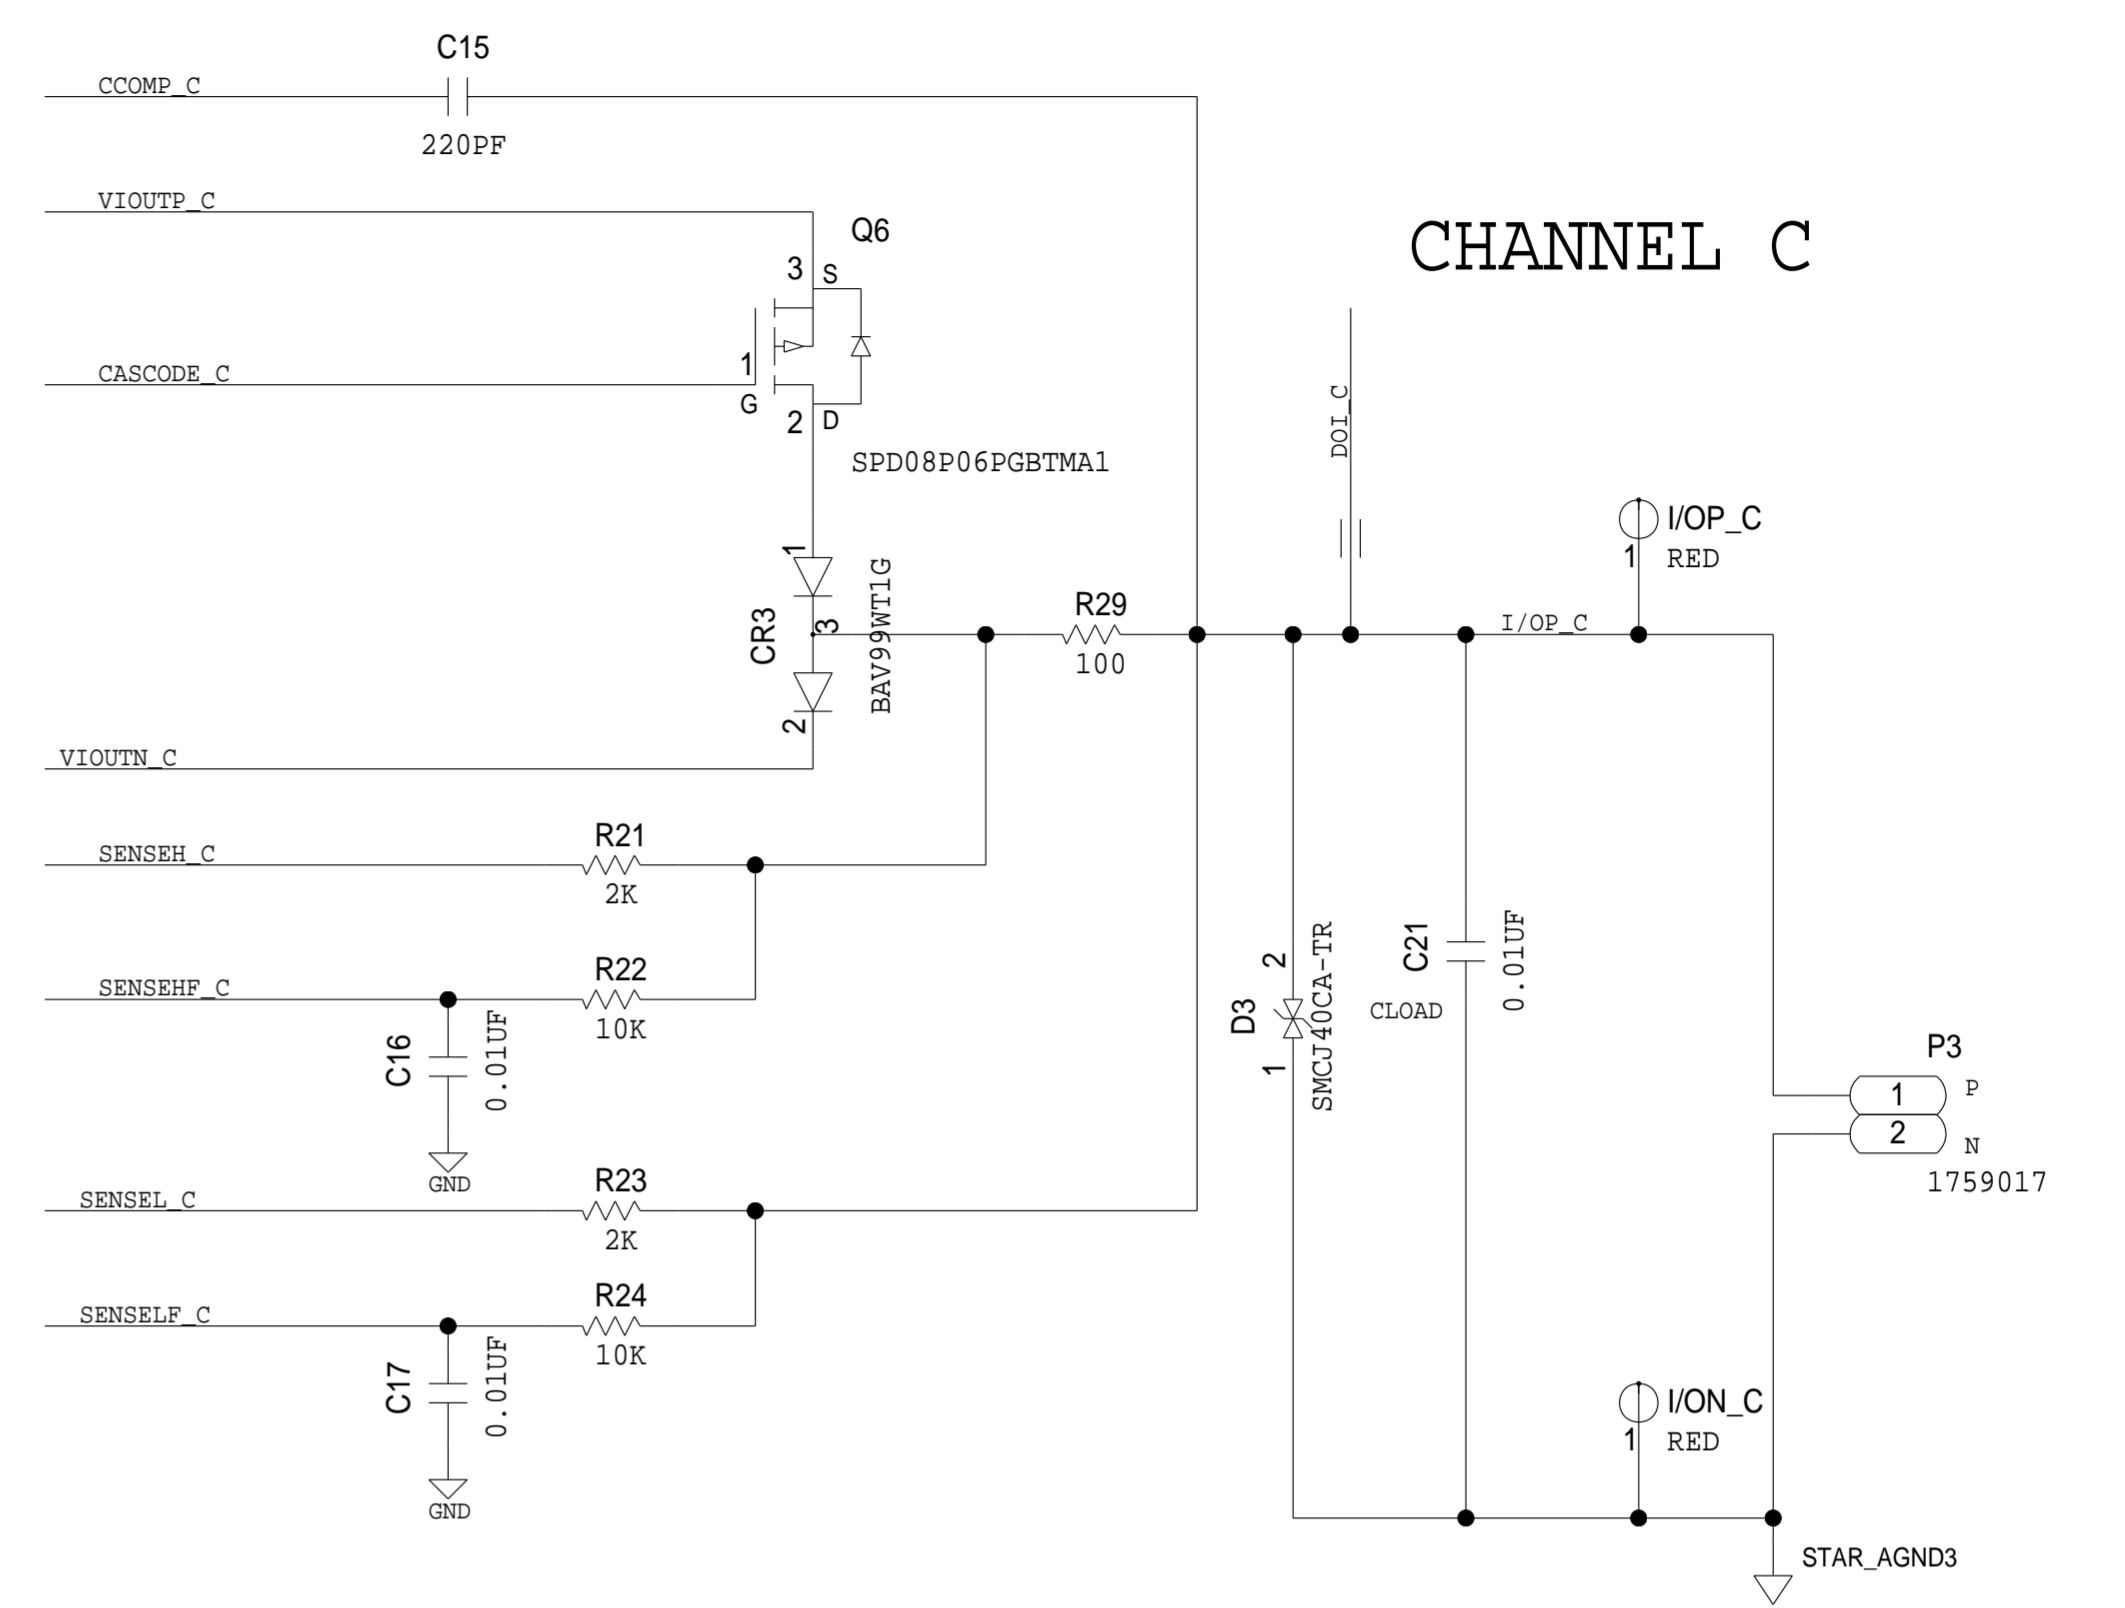 C15
CCOMP_C
220PF
VIOUTP_C
Q6
CHANNEL C
3
S
1
CASCODE_C
G
2
D
DOI_C
SPD08P06PGBTMA1
I/OP_C
1
RED
1
CR3
3
BAV99WT1G
R29
100
I/OP_C
2
VIOUTN_C
R21
SENSEH_C
2K
R22
SENSEHF_C
10K
C16
0.01UF
GND
2
D3
SMCJ40CA-TR
1
C21
0.01UF
CLOAD
P3
1
P
2
N
1759017
R23
SENSEL_C
2K
R24
SENSELF_C
10K
C17
0.01UF
GND
I/ON_C
1
RED
STAR_AGND3